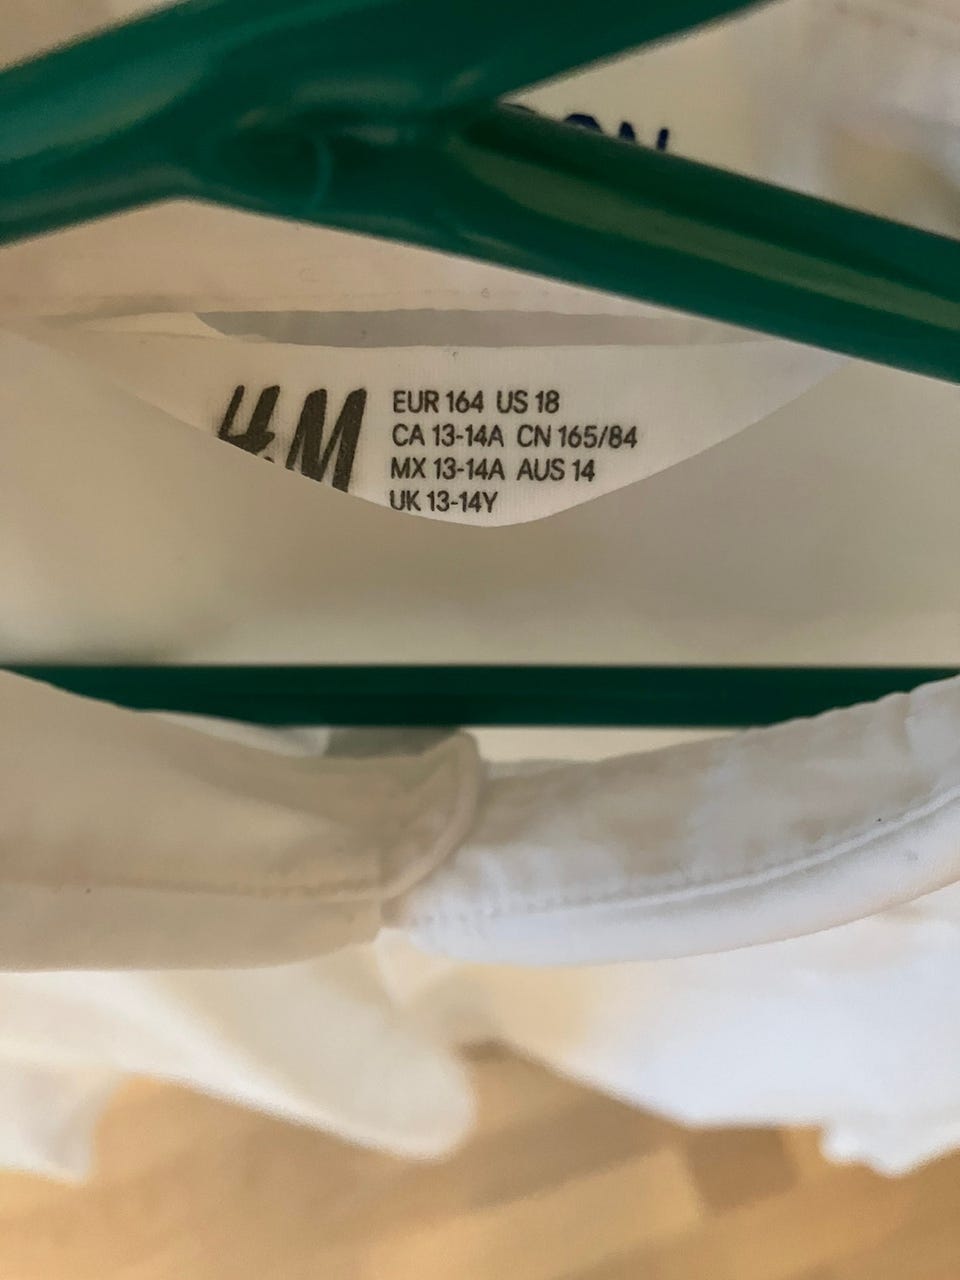 H&M
EUR 164 US 18
CA 13-14A CN 165/84
MX 13-14A AUS 14
UK 13-14Y